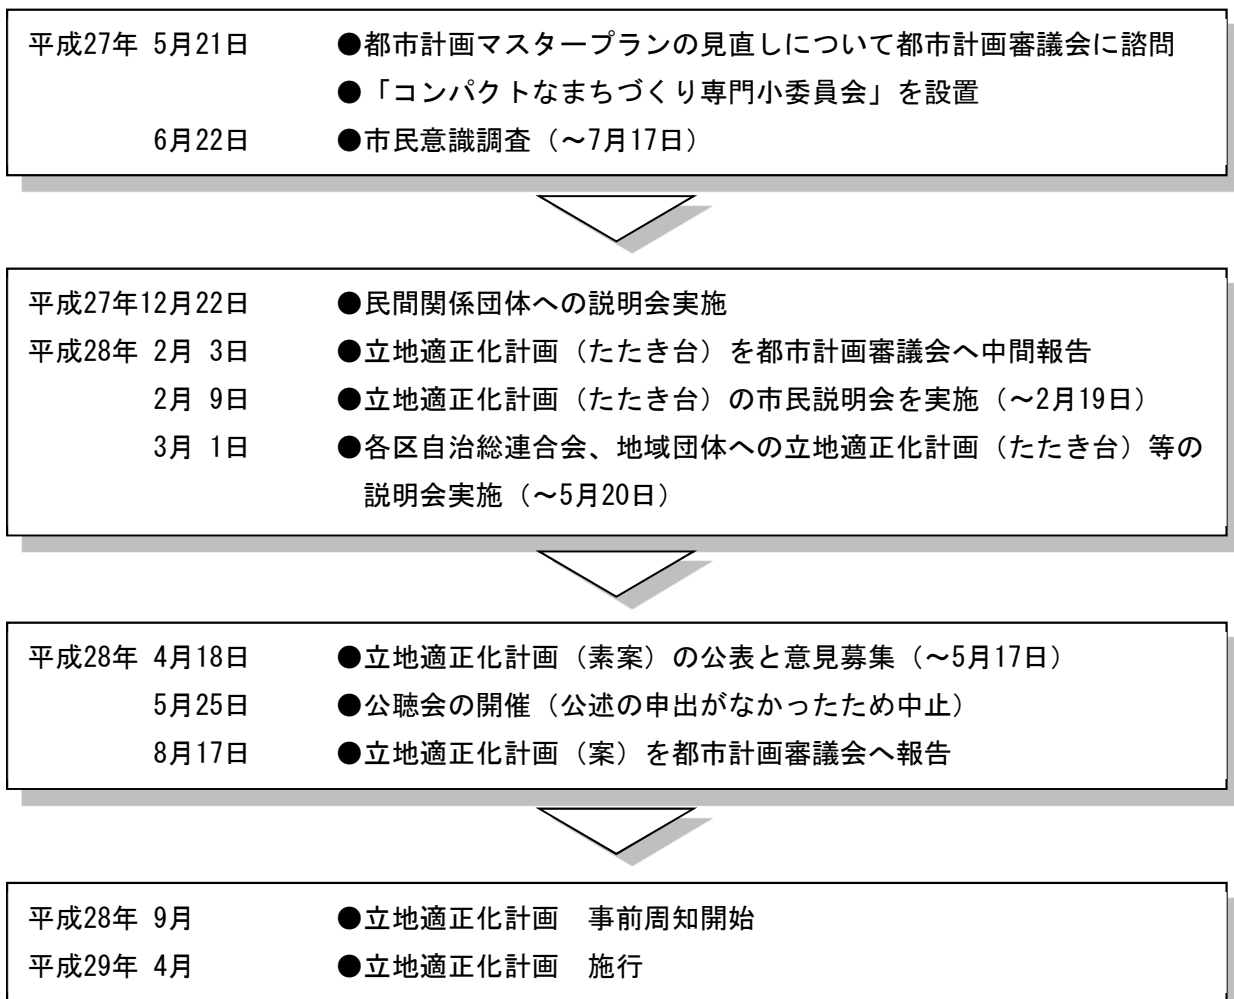 平成27年 5月21日 ●都市計画マスタープランの見直しについて都市計画審議会に諮問
●「コンパクトなまちづくり専門小委員会」を設置
6月22日 ●市民意識調査（～7月17日）
平成27年12月22日 ●民間関係団体への説明会実施
平成28年 2月 3日 ●立地適正化計画（たたき台）を都市計画審議会へ中間報告
2月 9日 ●立地適正化計画（たたき台）の市民説明会を実施（～2月19日）
3月 1日 ●各区自治総連合会、地域団体への立地適正化計画（たたき台）等の
説明会実施（～5月20日）
平成28年 4月18日 ●立地適正化計画（素案）の公表と意見募集（～5月17日）
5月25日 ●公聴会の開催（公述の申出がなかったため中止）
8月17日 ●立地適正化計画（案）を都市計画審議会へ報告
平成28年 9月 ●立地適正化計画　事前周知開始
平成29年 4月 ●立地適正化計画　施行